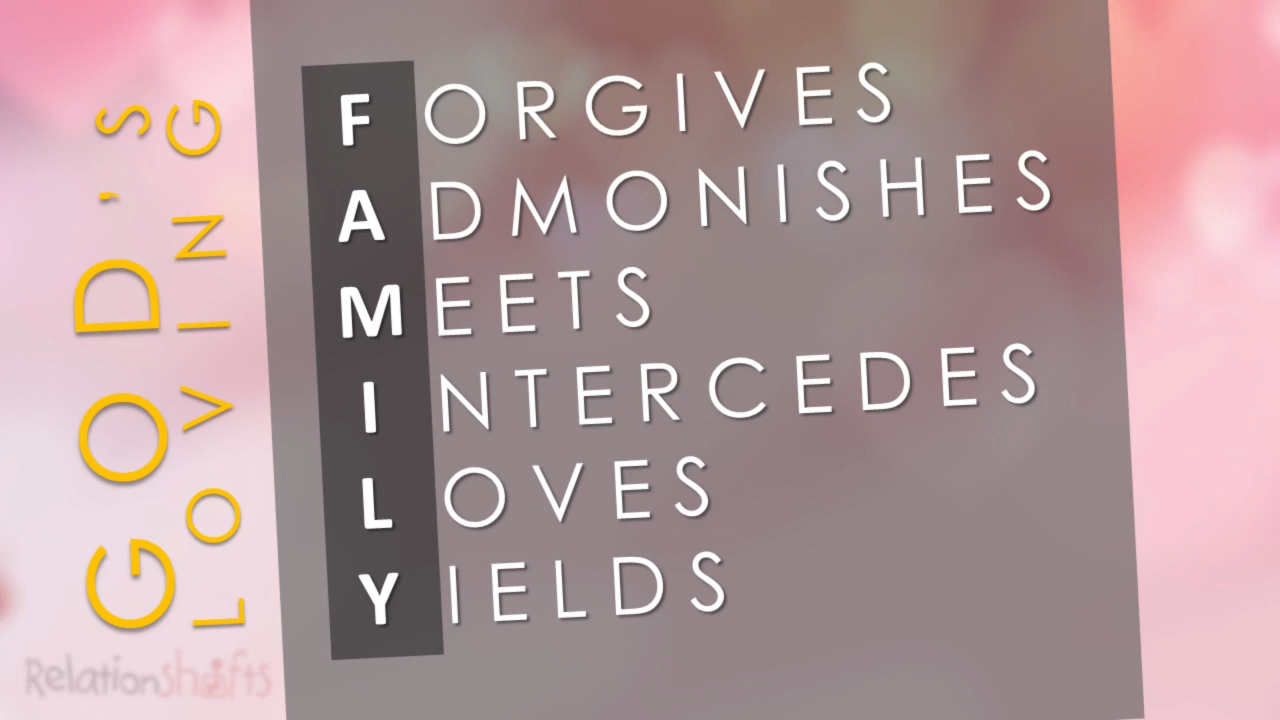 GOD'S
LOVING
FORGIVES
ADMONISHES
MEETS
INTERCEDES
LOVES
YIELDS
Relationshifts